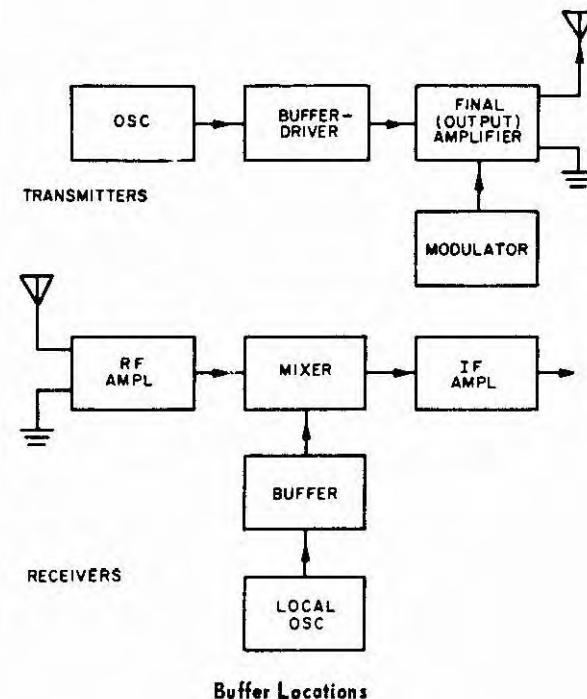 OSC
BUFFER-
DRIVER
FINAL
(OUTPUT)
AMPLIFIER
TRANSMITTERS
MODULATOR
RF
AMPL
MIXER
IF
AMPL
BUFFER
RECEIVERS
LOCAL
OSC
Buffer Locations